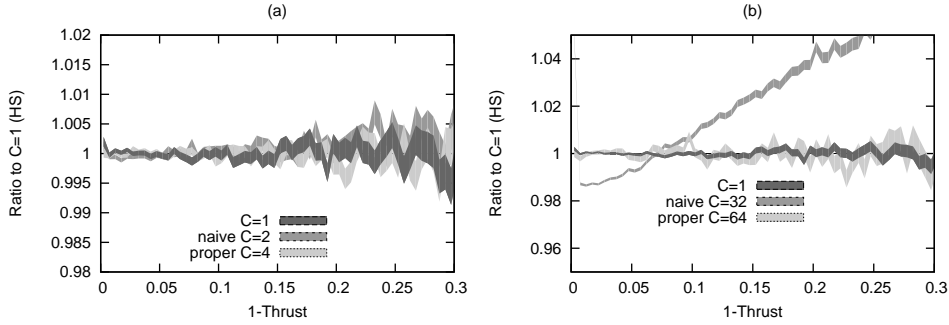 (a)
Ratio to C=1 (HS)
1.02
1.015
1.01
1.005
1
0.995
0.99
0.985
0.98
C=1
naive C=2
proper C=4
0 0.05 0.1 0.15 0.2 0.25 0.3
1-Thrust
(b)
Ratio to C=1 (HS)
1.04
1.02
1
0.98
0.96
C=1
naive C=32
proper C=64
0 0.05 0.1 0.15 0.2 0.25 0.3
1-Thrust